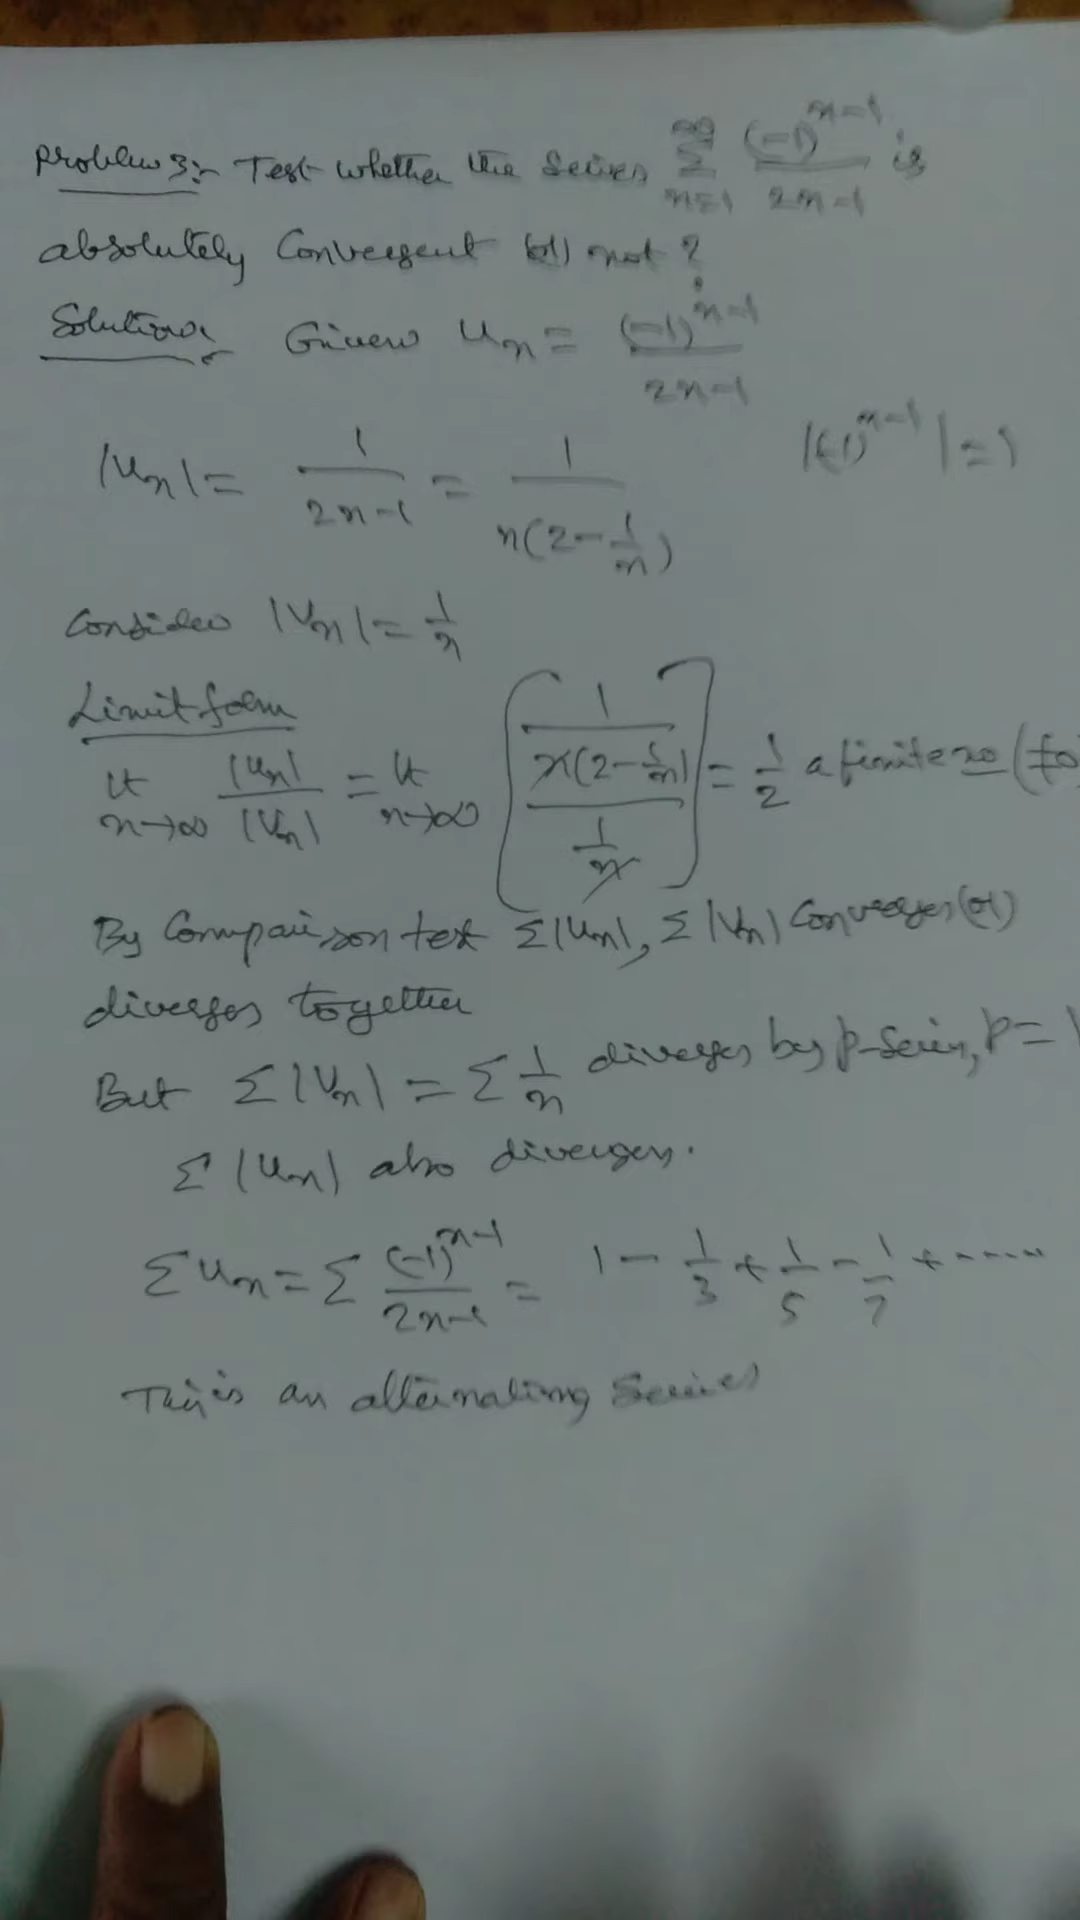 Problem 3:- Test whether the Series ∑_{n=1}^{∞} (-1)^{n-1}/(2n-1) is
absolutely Convergent (or) not ?
Solution:- Given u_n = (-1)^{n-1}/(2n-1)
|u_n| = 1/(2n-1) = 1/(n(2-1/n)) |(-1)^{n-1}| = 1
Consider |v_n| = 1/n
Limit form
lt_{n→∞} |u_n|/|v_n| = lt_{n→∞} [(1/(n(2-1/n)))/(1/n)] = 1/2 a finite no (≠0
By Comparison test Σ|u_n|, Σ|v_n| Converges (or)
diverges together
But Σ|v_n| = Σ 1/n diverges by p-series, p=1
Σ|u_n| also diverges.
Σu_n = Σ (-1)^{n-1}/(2n-1) = 1 - 1/3 + 1/5 - 1/7 + -----
This is an alternating Series